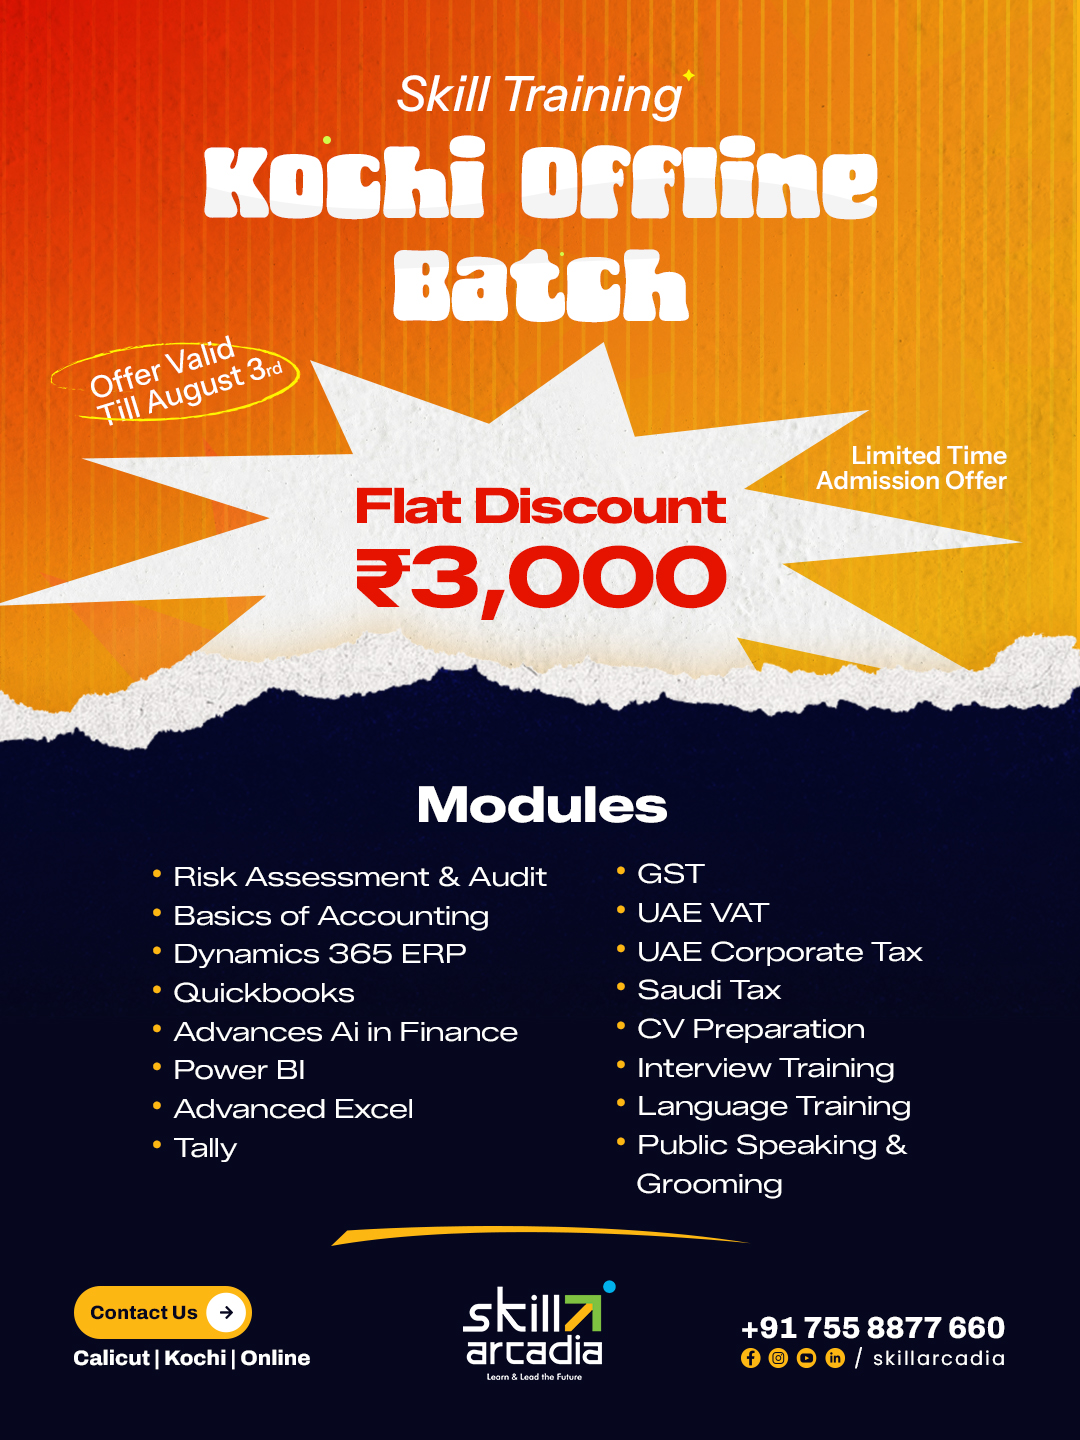 Skill Training
Kochi Offline
Batch
Offer Valid
Till August 3rd
Limited Time
Admission Offer
Flat Discount
₹3,000
Modules
• Risk Assessment & Audit
• Basics of Accounting
• Dynamics 365 ERP
• Quickbooks
• Advances Ai in Finance
• Power BI
• Advanced Excel
• Tally
• GST
• UAE VAT
• UAE Corporate Tax
• Saudi Tax
• CV Preparation
• Interview Training
• Language Training
• Public Speaking &
Grooming
Contact Us
Calicut | Kochi | Online
skill
arcadia
Learn & Lead the Future
+91 755 8877 660
/ skillarcadia